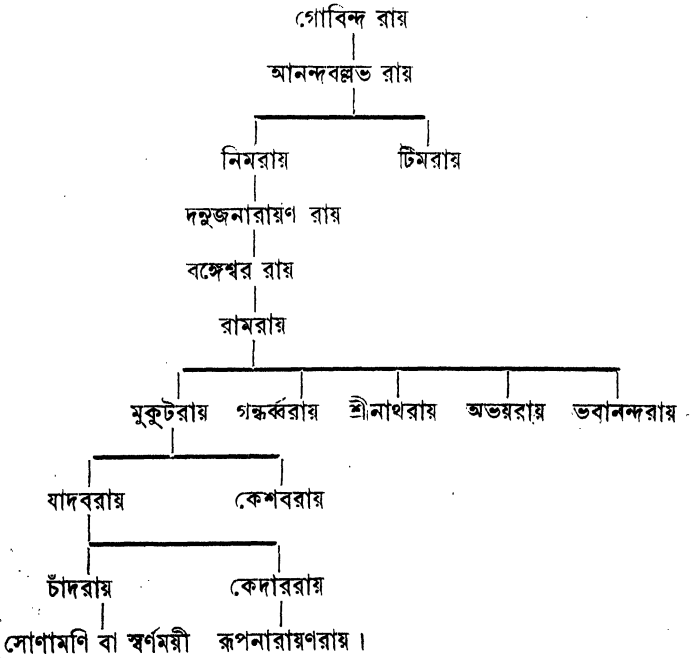 গোবিন্দ রায়
আনন্দবল্লভ রায়
নিমরায় টিমরায়
দনুজনারায়ণ রায়
বঙ্গেশ্বর রায়
রামরায়
মুকুটরায় গন্ধর্ব্বরায় শ্রীনাথরায় অভয়রায় ভবানন্দরায়
যাদবরায় কেশবরায়
চাঁদরায় কেদাররায়
সোণামণি বা স্বর্ণময়ী রূপনারায়ণরায়।